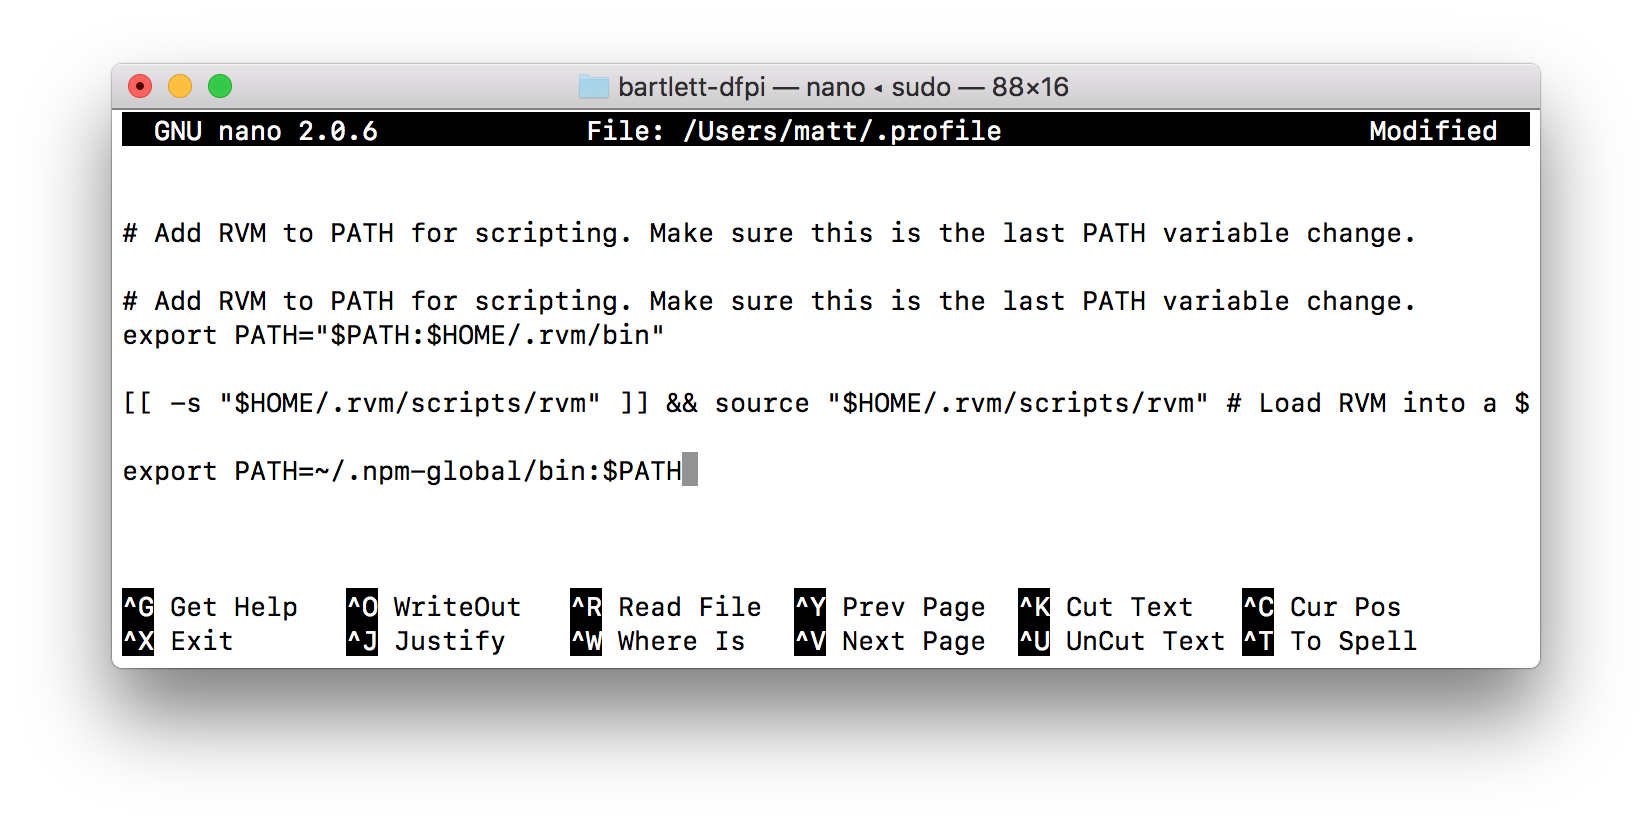 bartlett-dfpi — nano ◂ sudo — 88×16
GNU nano 2.0.6 File: /Users/matt/.profile Modified
# Add RVM to PATH for scripting. Make sure this is the last PATH variable change.
# Add RVM to PATH for scripting. Make sure this is the last PATH variable change.
export PATH="$PATH:$HOME/.rvm/bin"
[[ -s "$HOME/.rvm/scripts/rvm" ]] && source "$HOME/.rvm/scripts/rvm" # Load RVM into a $
export PATH=~/.npm-global/bin:$PATH
^G Get Help ^O WriteOut ^R Read File ^Y Prev Page ^K Cut Text ^C Cur Pos
^X Exit ^J Justify ^W Where Is ^V Next Page ^U UnCut Text ^T To Spell